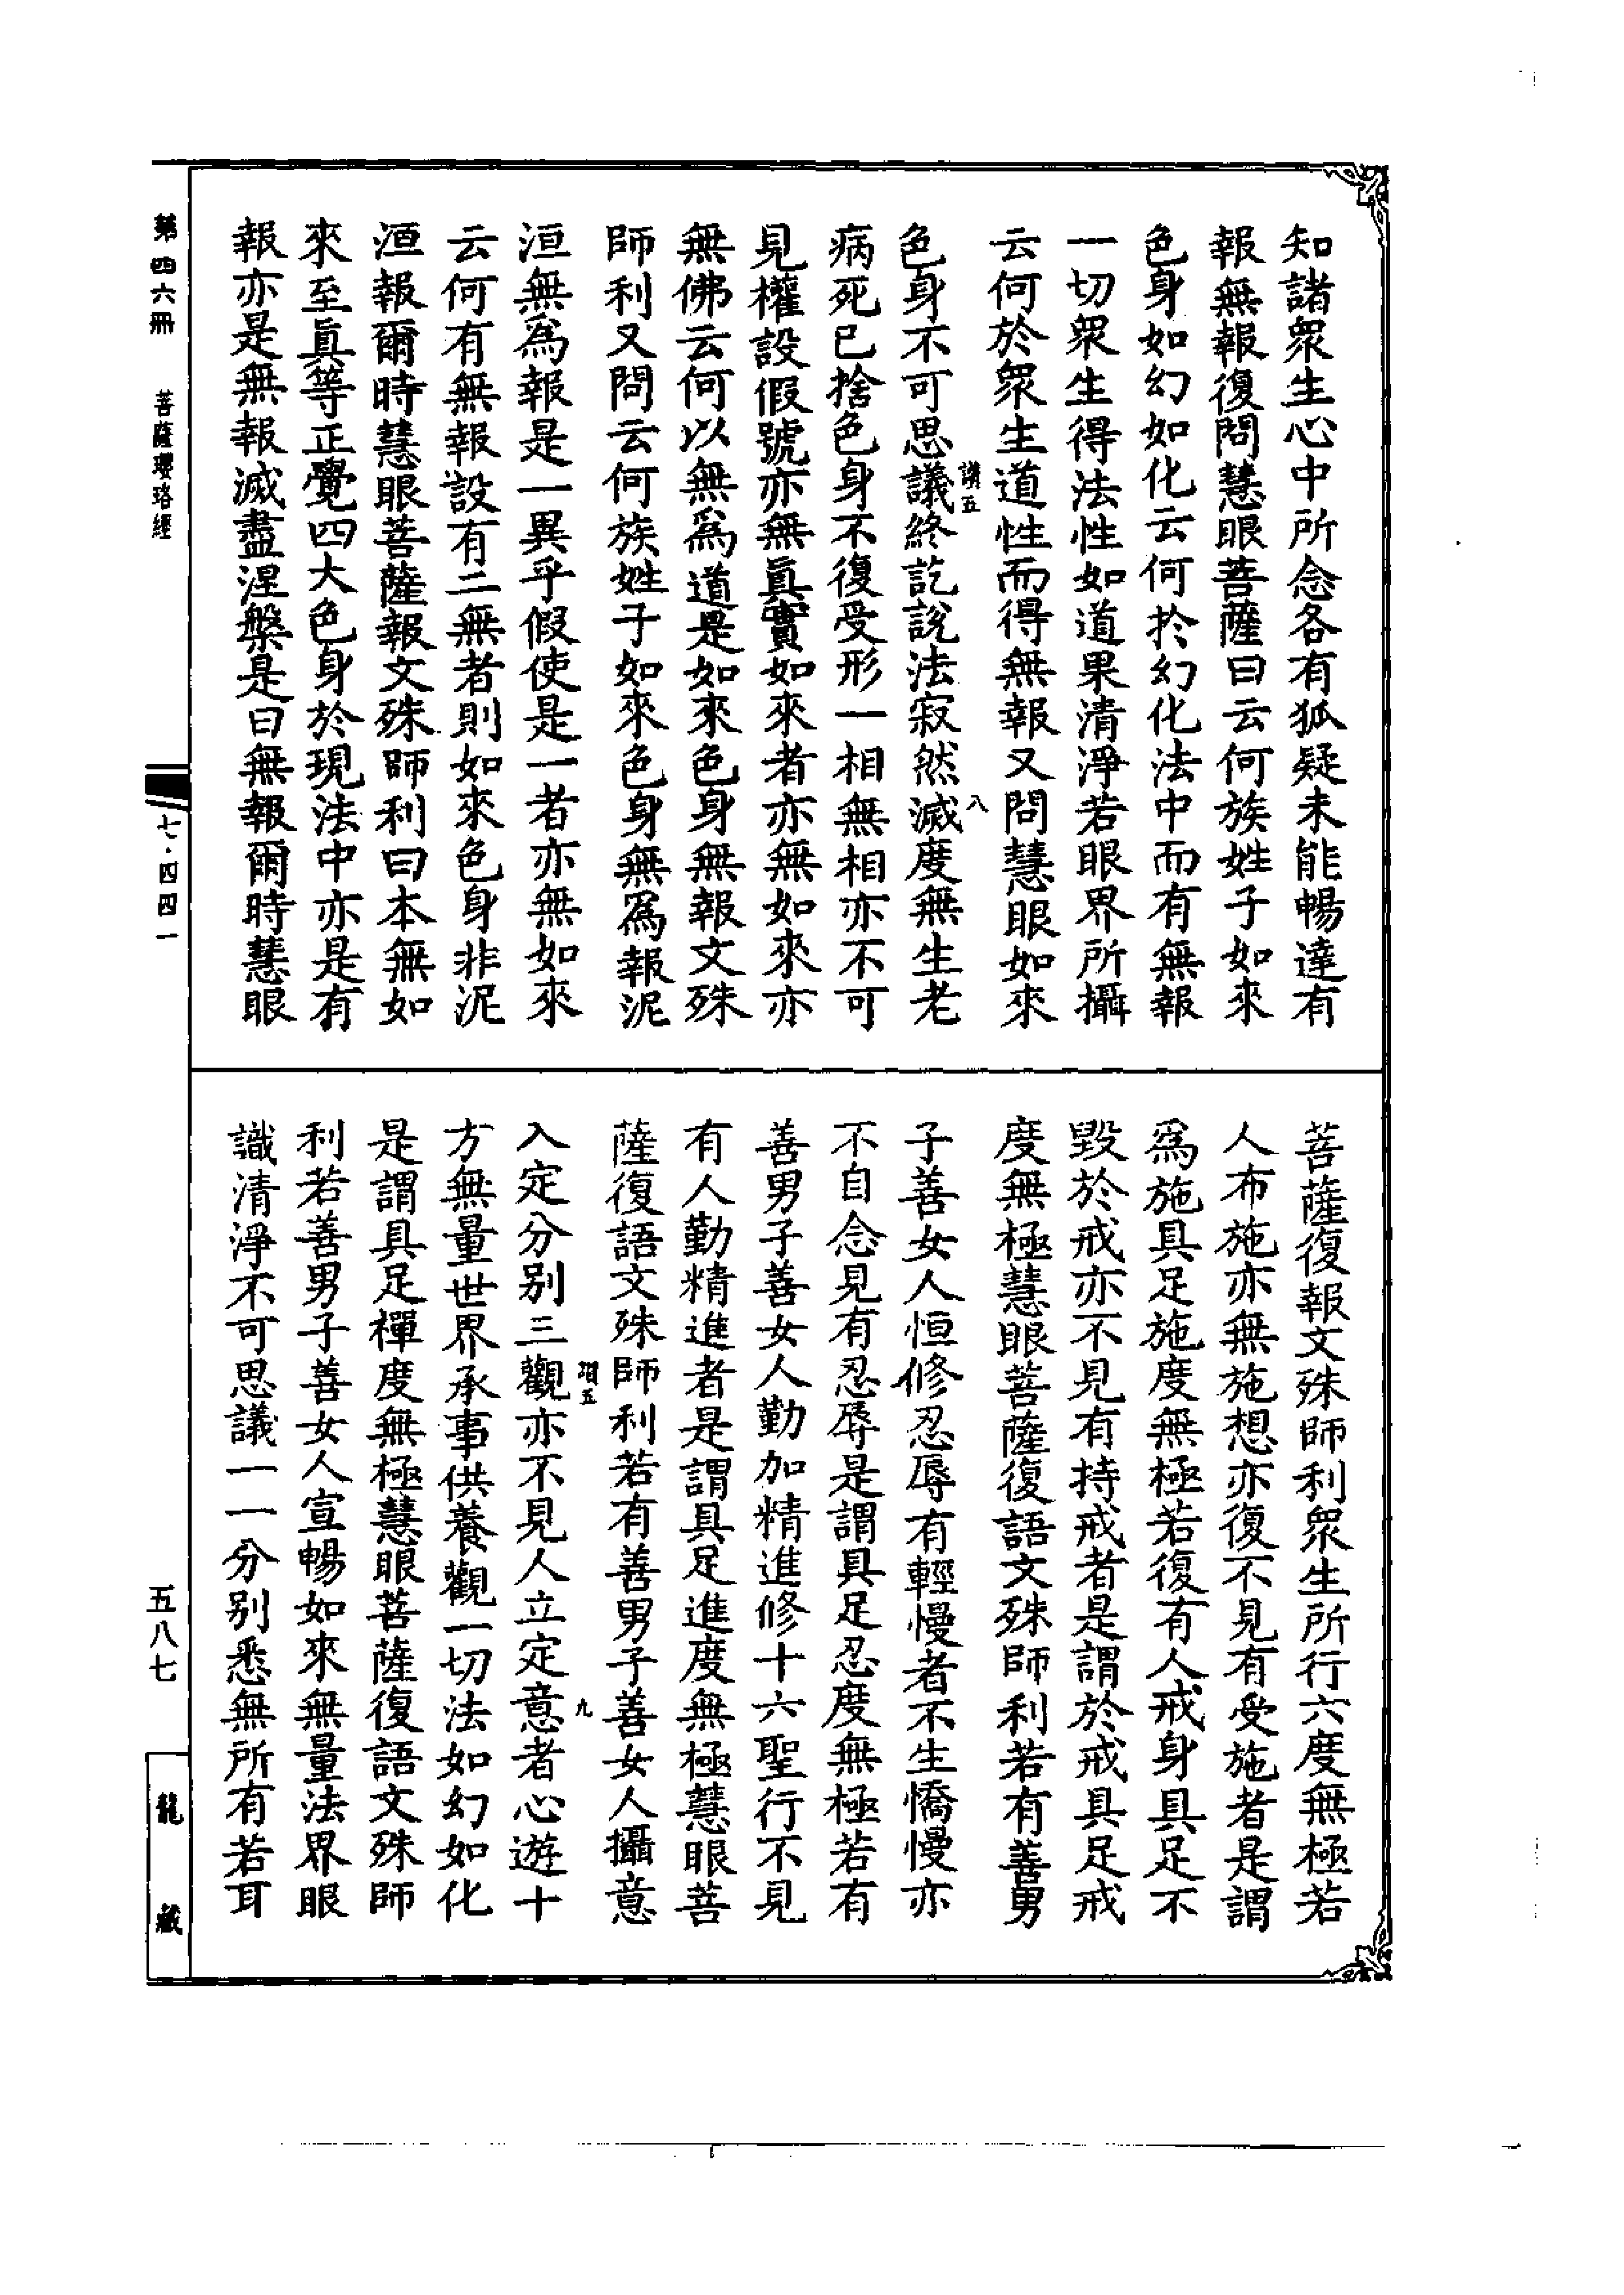 知諸衆生心中所念各有狐疑未能暢達有
報無報復問慧眼菩薩曰云何族姓子如來
色身如幻如化云何於幻化法中而有無報
一切衆生得法性如道果清淨若眼界所攝
云何於衆生道性而得無報又問慧眼如來
色身不可思議終訖說法寂然滅度無生老
病死已捨色身不復受形一相無相亦不可
見權設假號亦無眞實如來者亦無如來亦
無佛云何以無爲道是如來色身無報文殊
師利又問云何族姓子如來色身無爲報泥
洹無爲報是一異乎假使是一者亦無如來
云何有無報設有二無者則如來色身非泥
洹報爾時慧眼菩薩報文殊師利曰本無如
來至眞等正覺四大色身於現法中亦是有
報亦是無報滅盡涅槃是曰無報爾時慧眼
菩薩復報文殊師利衆生所行六度無極若
人布施亦無施想亦復不見有受施者是謂
爲施具足施度無極若復有人戒身具足不
毀於戒亦不見有持戒者是謂於戒具足戒
度無極慧眼菩薩復語文殊師利若有善男
子善女人恒修忍辱有輕慢者不生憍慢亦
不自念見有忍辱是謂具足忍度無極若有
善男子善女人勤加精進修十六聖行不見
有人勤精進者是謂具足進度無極慧眼菩
薩復語文殊師利若有善男子善女人攝意
入定分別三觀亦不見人立定意者心遊十
方無量世界承事供養觀一切法如幻如化
是謂具足禪度無極慧眼菩薩復語文殊師
利若善男子善女人宣暢如來無量法界眼
識清淨不可思議一一分別悉無所有若耳
八
九
第四六冊
菩薩瓔珞經
七·四四一
五八七
龍藏